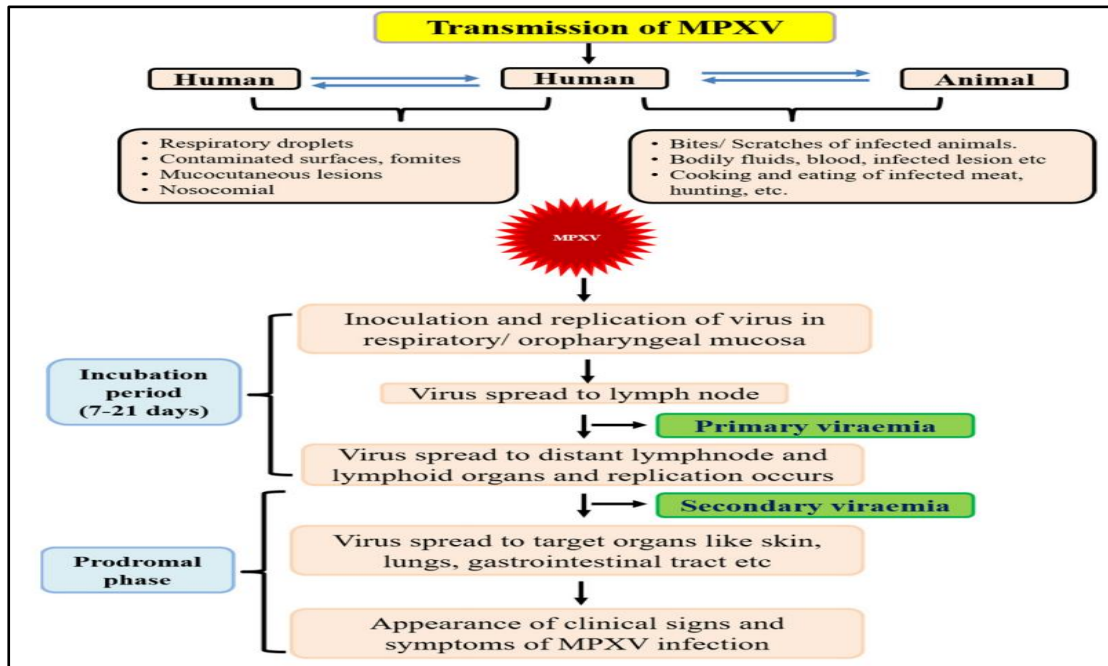 Transmission of MPXV
Human
Human
Animal
• Respiratory droplets
• Contaminated surfaces, fomites
• Mucocutaneous lesions
• Nosocomial
• Bites/ Scratches of infected animals.
• Bodily fluids, blood, infected lesion etc
• Cooking and eating of infected meat,
hunting, etc.
MPXV
Inoculation and replication of virus in
respiratory/ oropharyngeal mucosa
Incubation
period
(7-21 days)
Virus spread to lymph node
Primary viraemia
Virus spread to distant lymphnode and
lymphoid organs and replication occurs
Secondary viraemia
Virus spread to target organs like skin,
lungs, gastrointestinal tract etc
Prodromal
phase
Appearance of clinical signs and
symptoms of MPXV infection